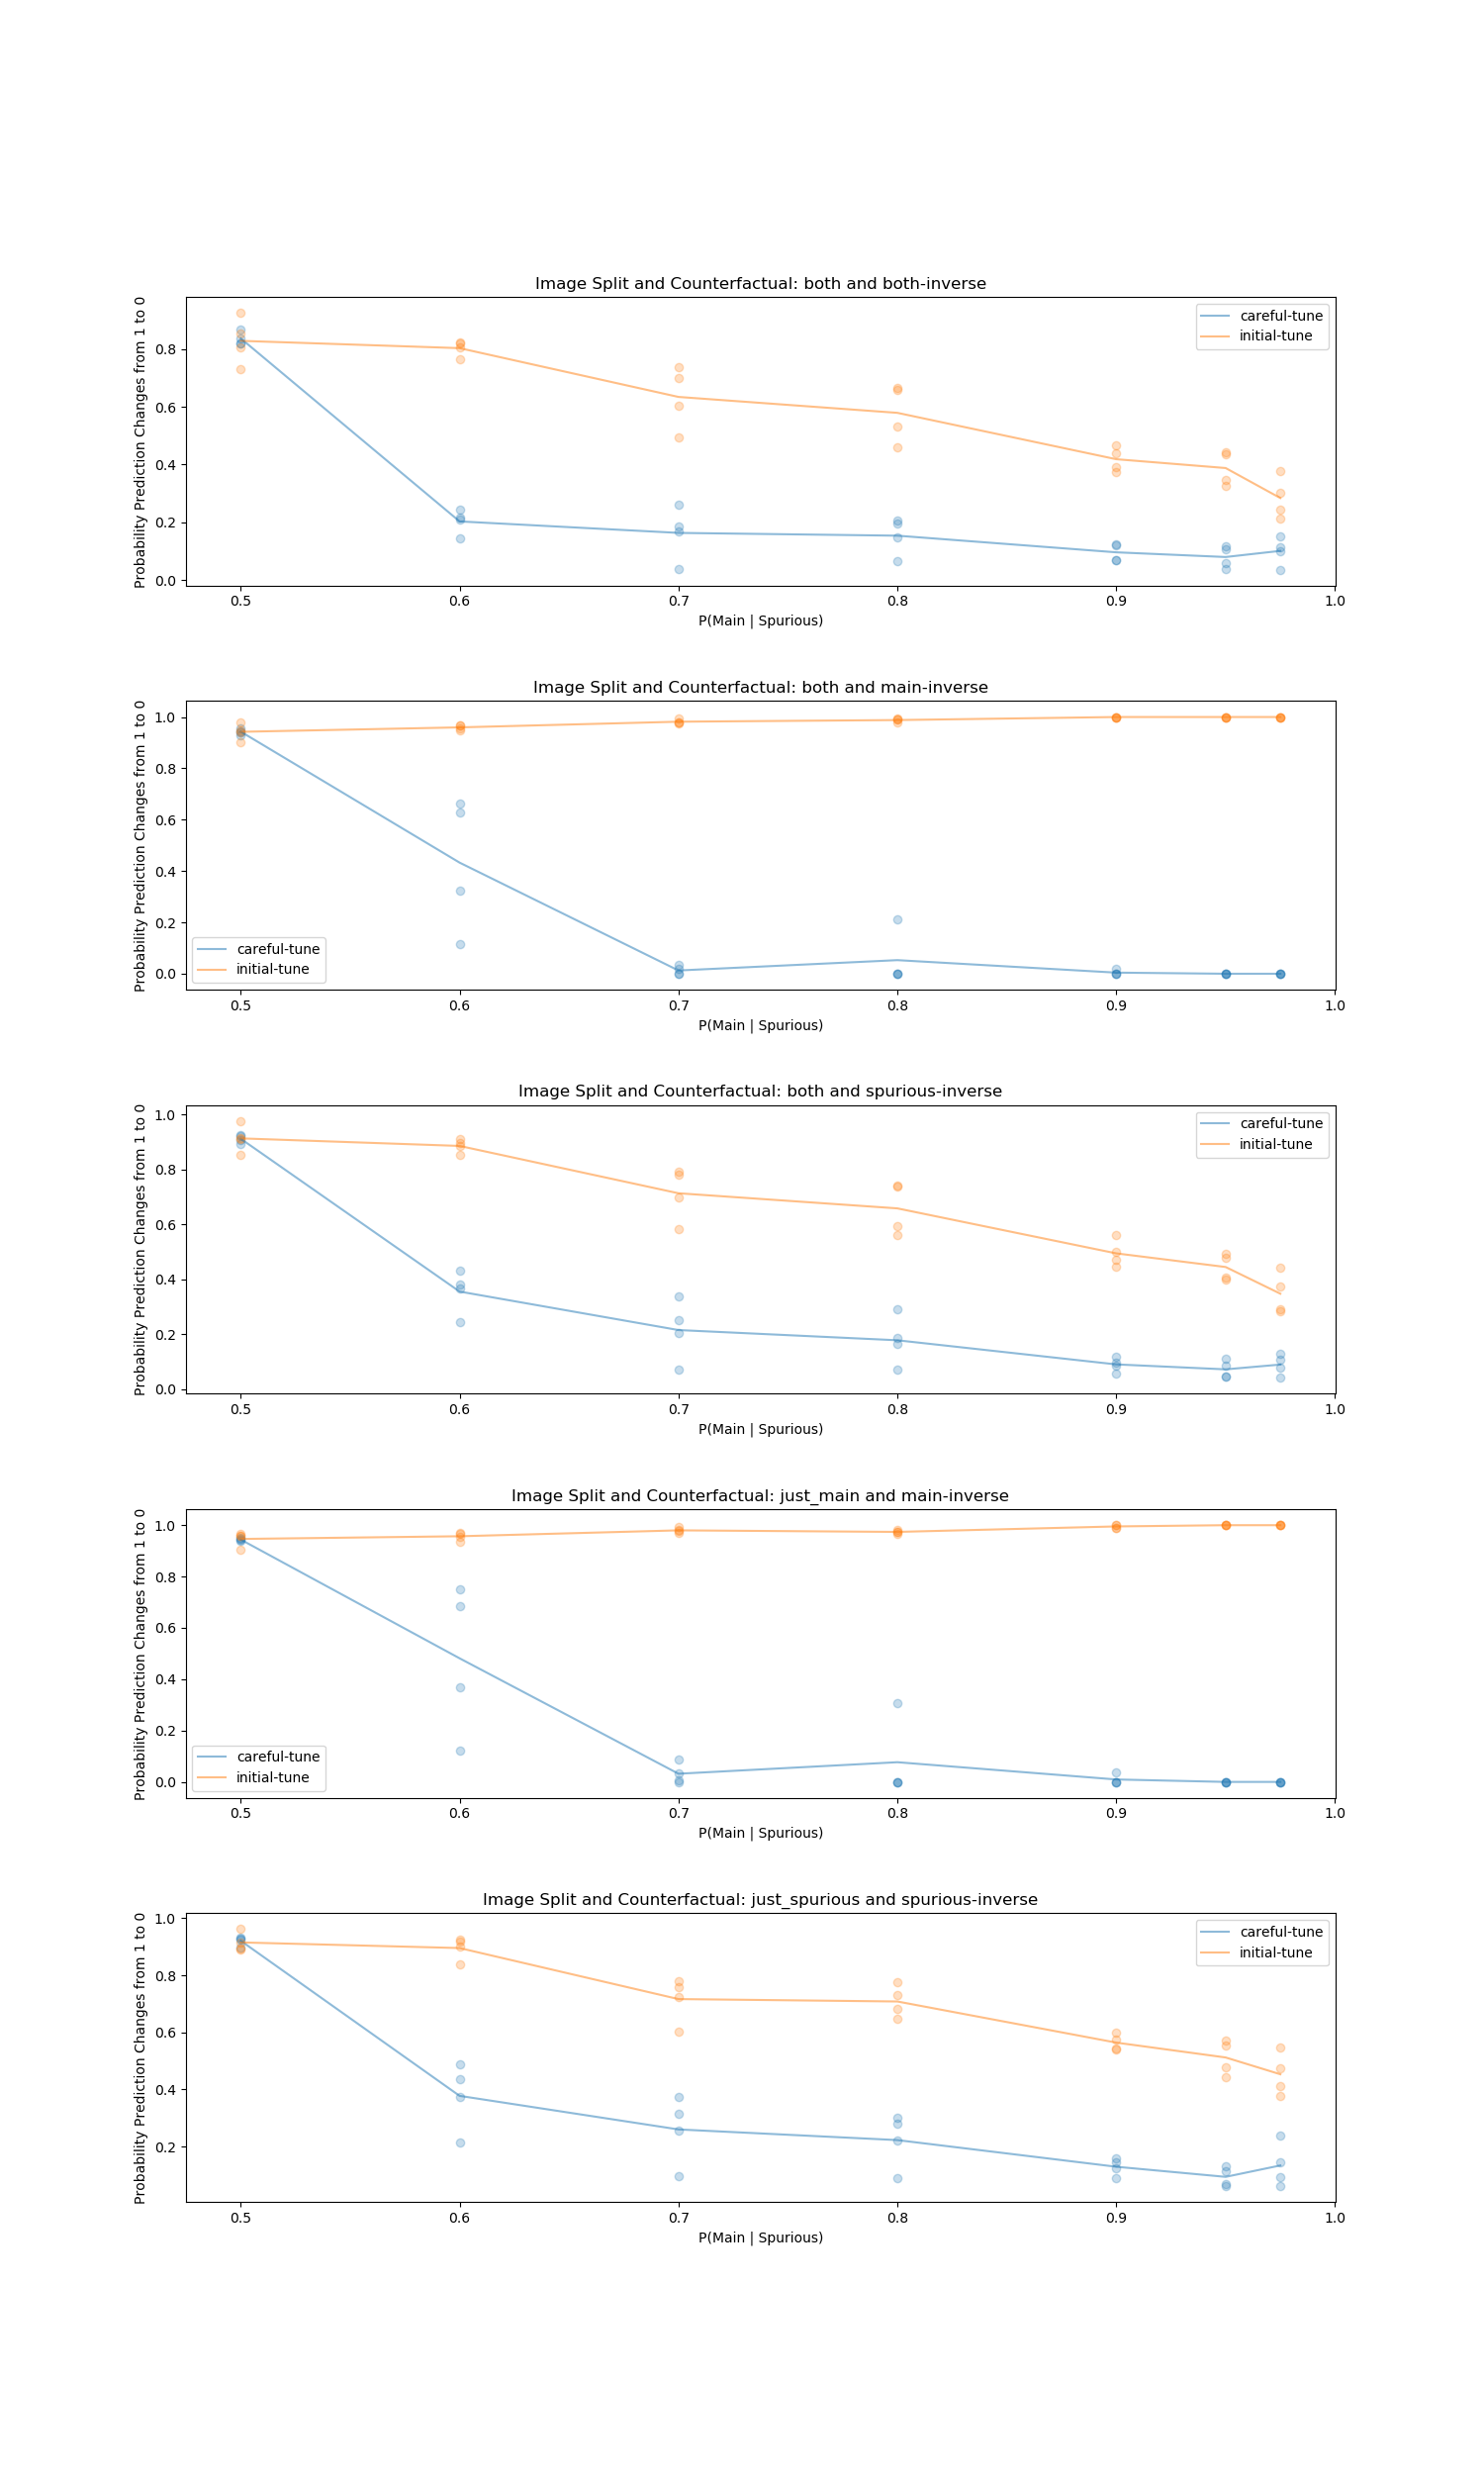 Image Split and Counterfactual: both and both-inverse
Probability Prediction Changes from 1 to 0
0.8
0.6
0.4
0.2
0.0
careful-tune
initial-tune
0.5 0.6 0.7 0.8 0.9 1.0
P(Main | Spurious)
Image Split and Counterfactual: both and main-inverse
Probability Prediction Changes from 1 to 0
1.0
0.8
0.6
0.4
0.2
0.0
careful-tune
initial-tune
0.5 0.6 0.7 0.8 0.9 1.0
P(Main | Spurious)
Image Split and Counterfactual: both and spurious-inverse
Probability Prediction Changes from 1 to 0
1.0
0.8
0.6
0.4
0.2
0.0
careful-tune
initial-tune
0.5 0.6 0.7 0.8 0.9 1.0
P(Main | Spurious)
Image Split and Counterfactual: just_main and main-inverse
Probability Prediction Changes from 1 to 0
1.0
0.8
0.6
0.4
0.2
0.0
careful-tune
initial-tune
0.5 0.6 0.7 0.8 0.9 1.0
P(Main | Spurious)
Image Split and Counterfactual: just_spurious and spurious-inverse
Probability Prediction Changes from 1 to 0
1.0
0.8
0.6
0.4
0.2
careful-tune
initial-tune
0.5 0.6 0.7 0.8 0.9 1.0
P(Main | Spurious)